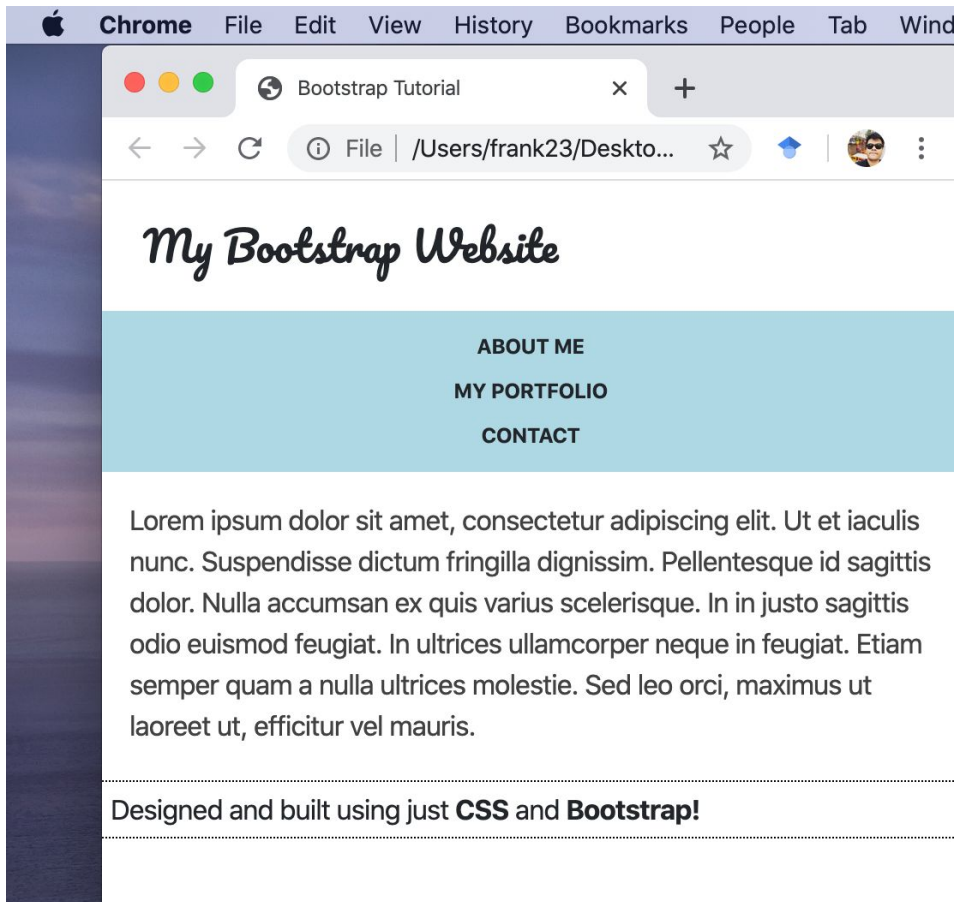 Chrome File Edit View History Bookmarks People Tab Wind
Bootstrap Tutorial
File /Users/frank23/Deskto...
My Bootstrap Website
ABOUT ME
MY PORTFOLIO
CONTACT
Lorem ipsum dolor sit amet, consectetur adipiscing elit. Ut et iaculis
nunc. Suspendisse dictum fringilla dignissim. Pellentesque id sagittis
dolor. Nulla accumsan ex quis varius scelerisque. In in justo sagittis
odio euismod feugiat. In ultrices ullamcorper neque in feugiat. Etiam
semper quam a nulla ultrices molestie. Sed leo orci, maximus ut
laoreet ut, efficitur vel mauris.
Designed and built using just CSS and Bootstrap!